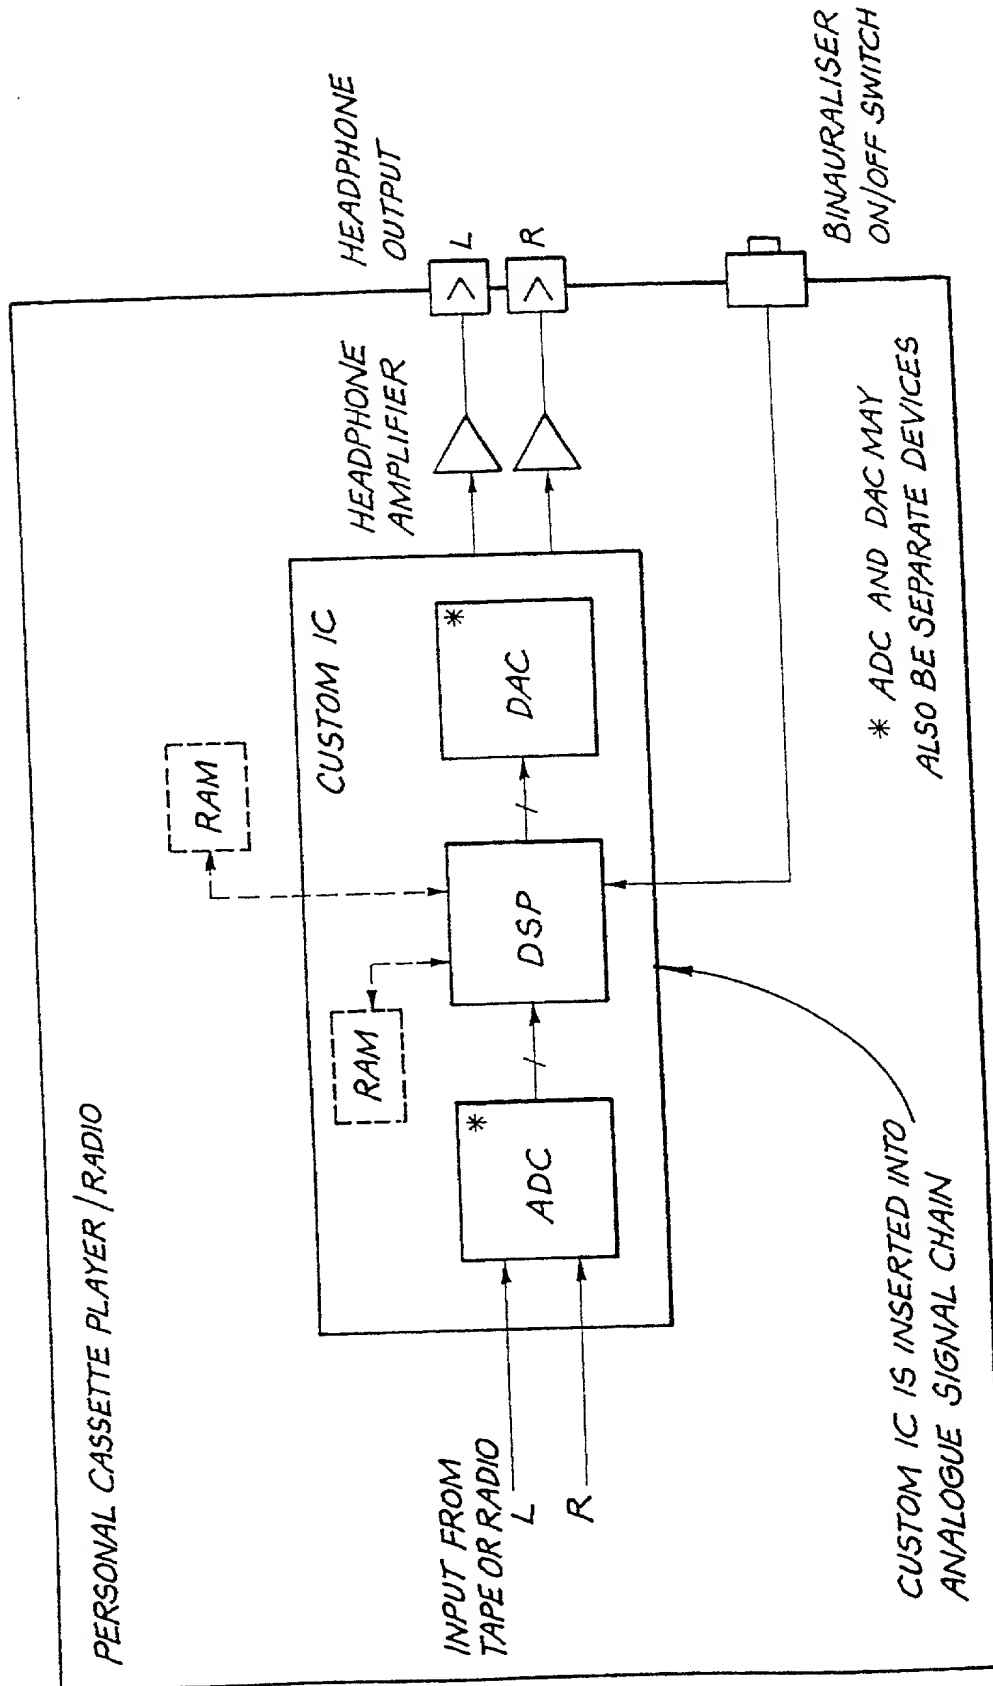 PERSONAL CASSETTE PLAYER/RADIO
RAM
CUSTOM IC
RAM
HEADPHONE
AMPLIFIER
HEADPHONE
OUTPUT
INPUT FROM
TAPE OR RADIO
L
R
ADC
*
DSP
DAC
*
L
R
BINAURALISER
ON/OFF SWITCH
CUSTOM IC IS INSERTED INTO
ANALOGUE SIGNAL CHAIN
* ADC AND DAC MAY
ALSO BE SEPARATE DEVICES